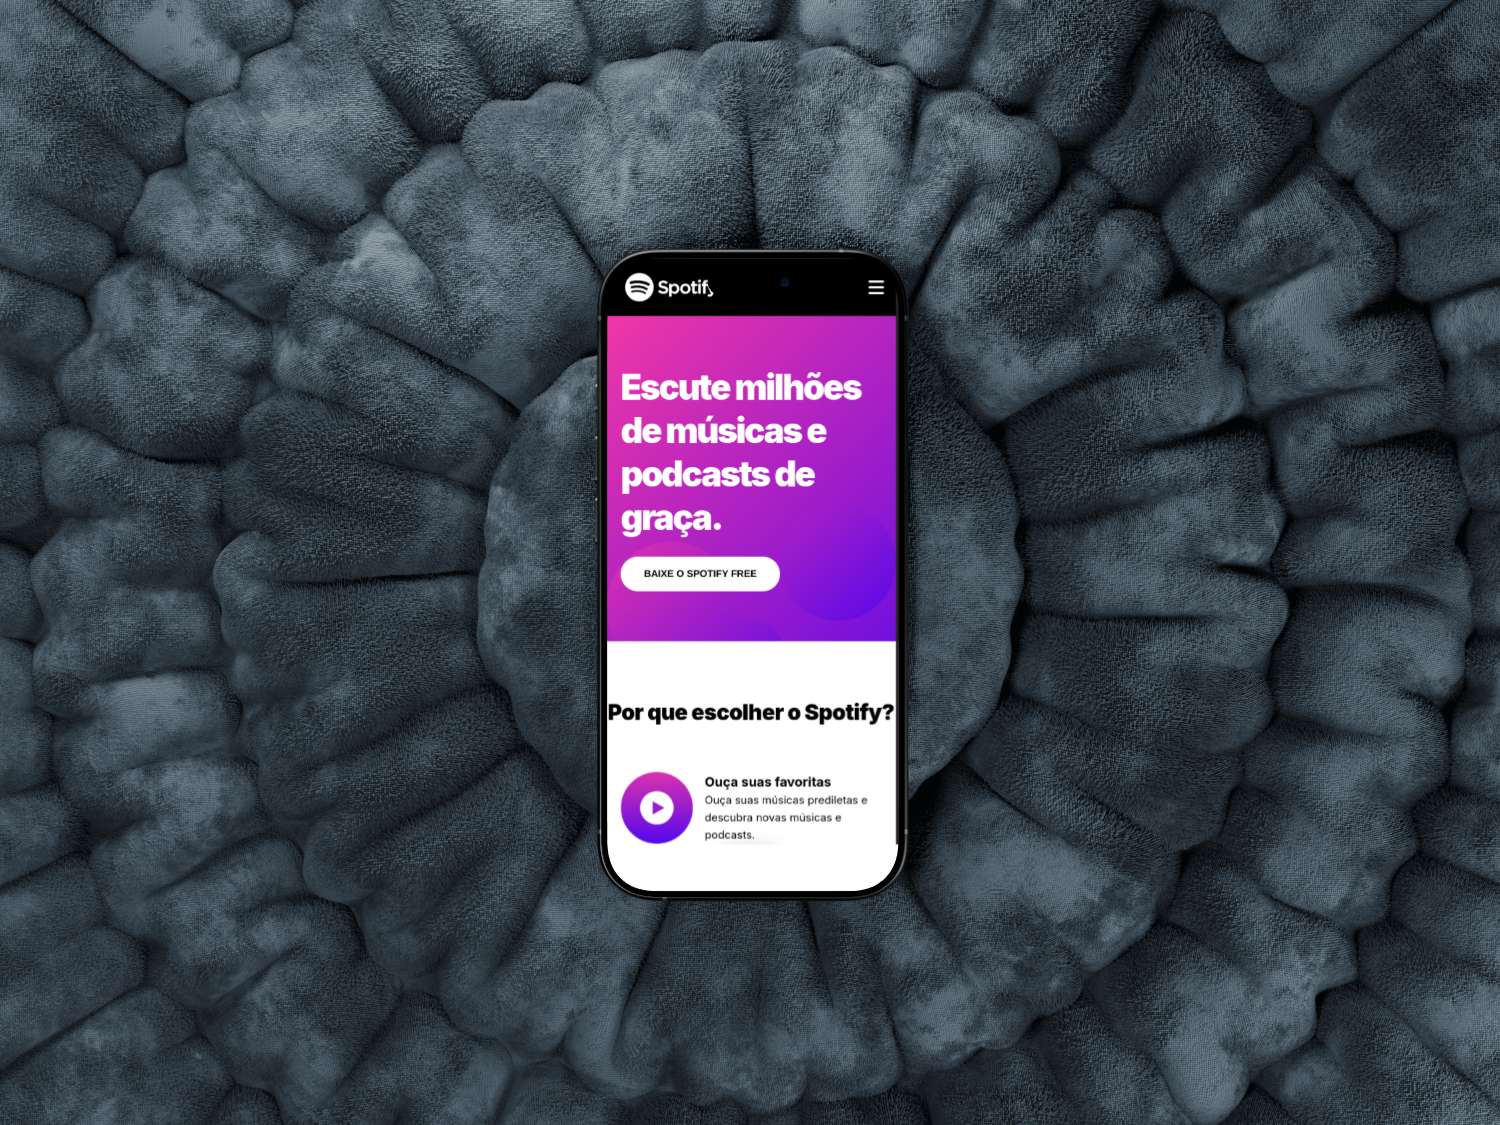 Spotify
Escute milhões
de músicas e
podcasts de
graça.
BAIXE O SPOTIFY FREE
Por que escolher o Spotify?
Ouça suas favoritas
Ouça suas músicas prediletas e
descubra novas músicas e
podcasts.